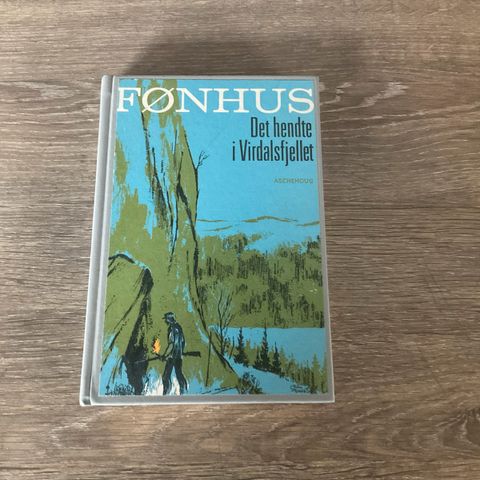 FØNHUS
Det hendte
i Virdalsfjellet
ASCHEHOUG